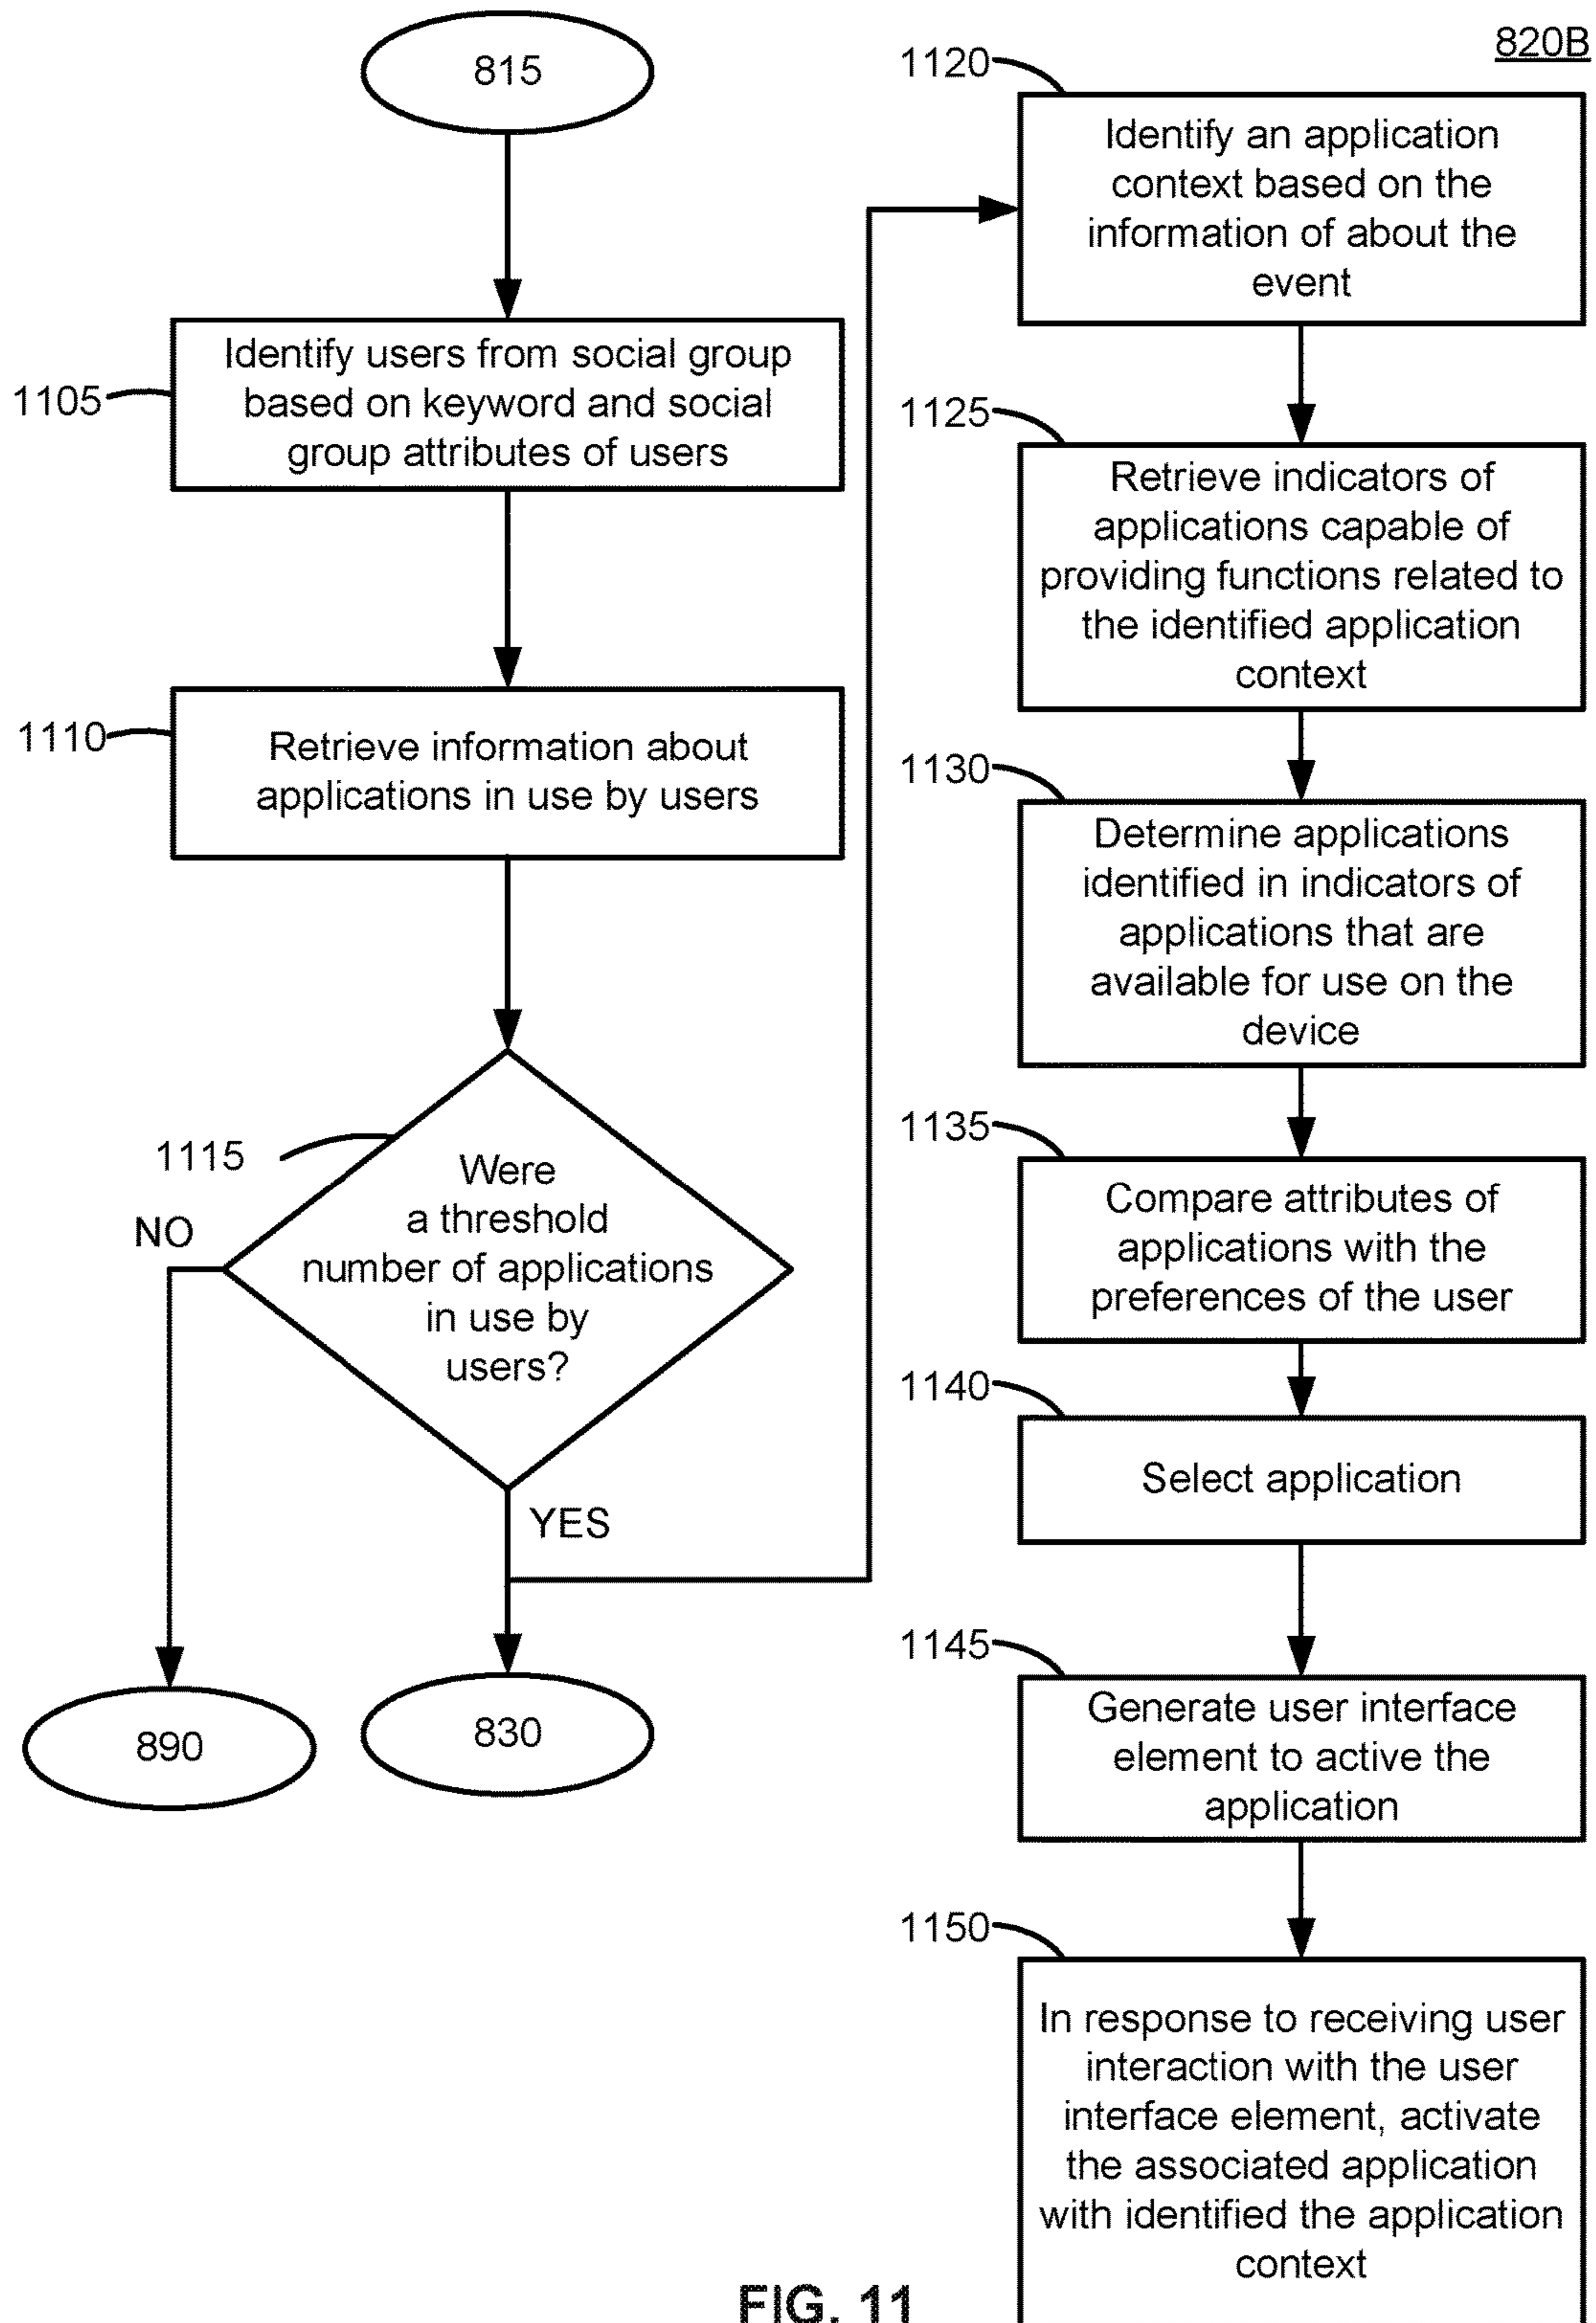 820B
815
1105
Identify users from social group
based on keyword and social
group attributes of users
1110
Retrieve information about
applications in use by users
1115
Were
a threshold
number of applications
in use by
users?
NO
YES
890
830
1120
Identify an application
context based on the
information of about the
event
1125
Retrieve indicators of
applications capable of
providing functions related to
the identified application
context
1130
Determine applications
identified in indicators of
applications that are
available for use on the
device
1135
Compare attributes of
applications with the
preferences of the user
1140
Select application
1145
Generate user interface
element to active the
application
1150
In response to receiving user
interaction with the user
interface element, activate
the associated application
with identified the application
context
FIG. 11